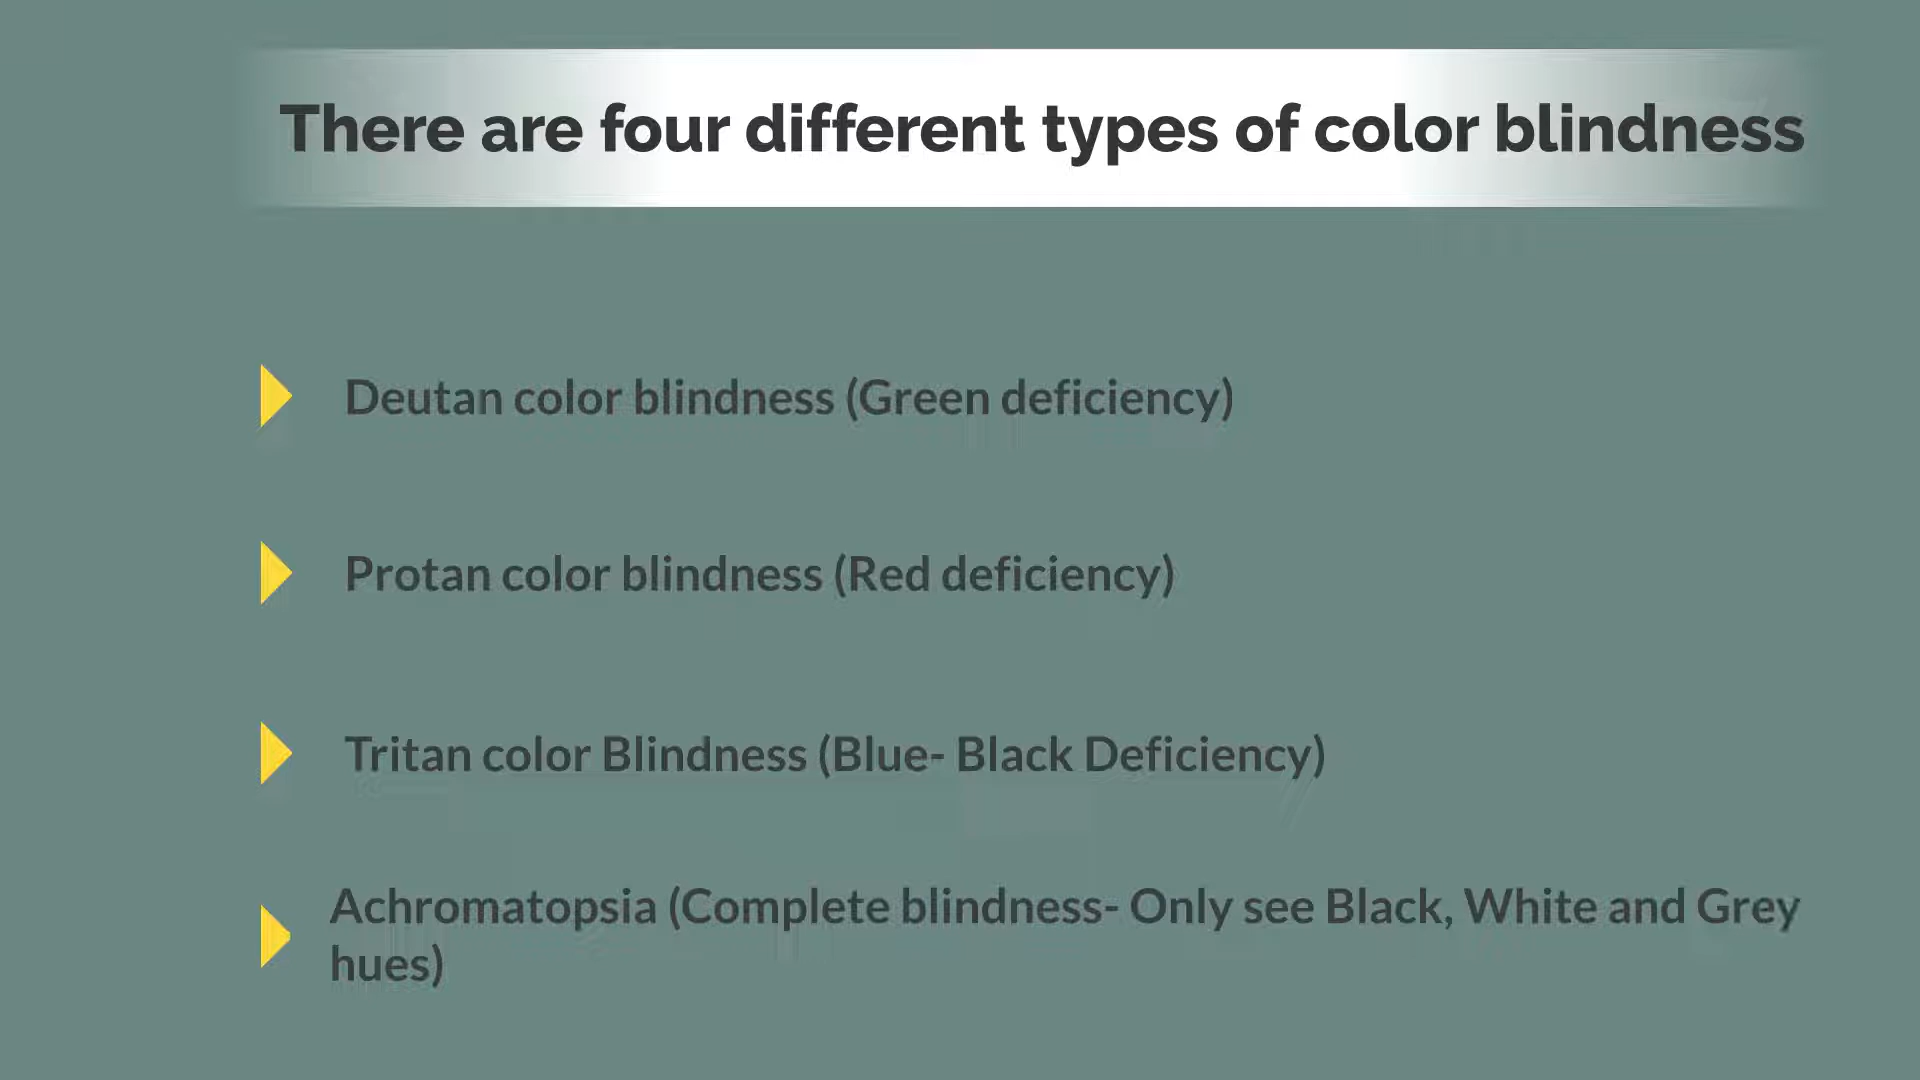 There are four different types of color blindness
Deutan color blindness (Green deficiency)
Protan color blindness (Red deficiency)
Tritan color Blindness (Blue- Black Deficiency)
Achromatopsia (Complete blindness- Only see Black, White and Grey
hues)